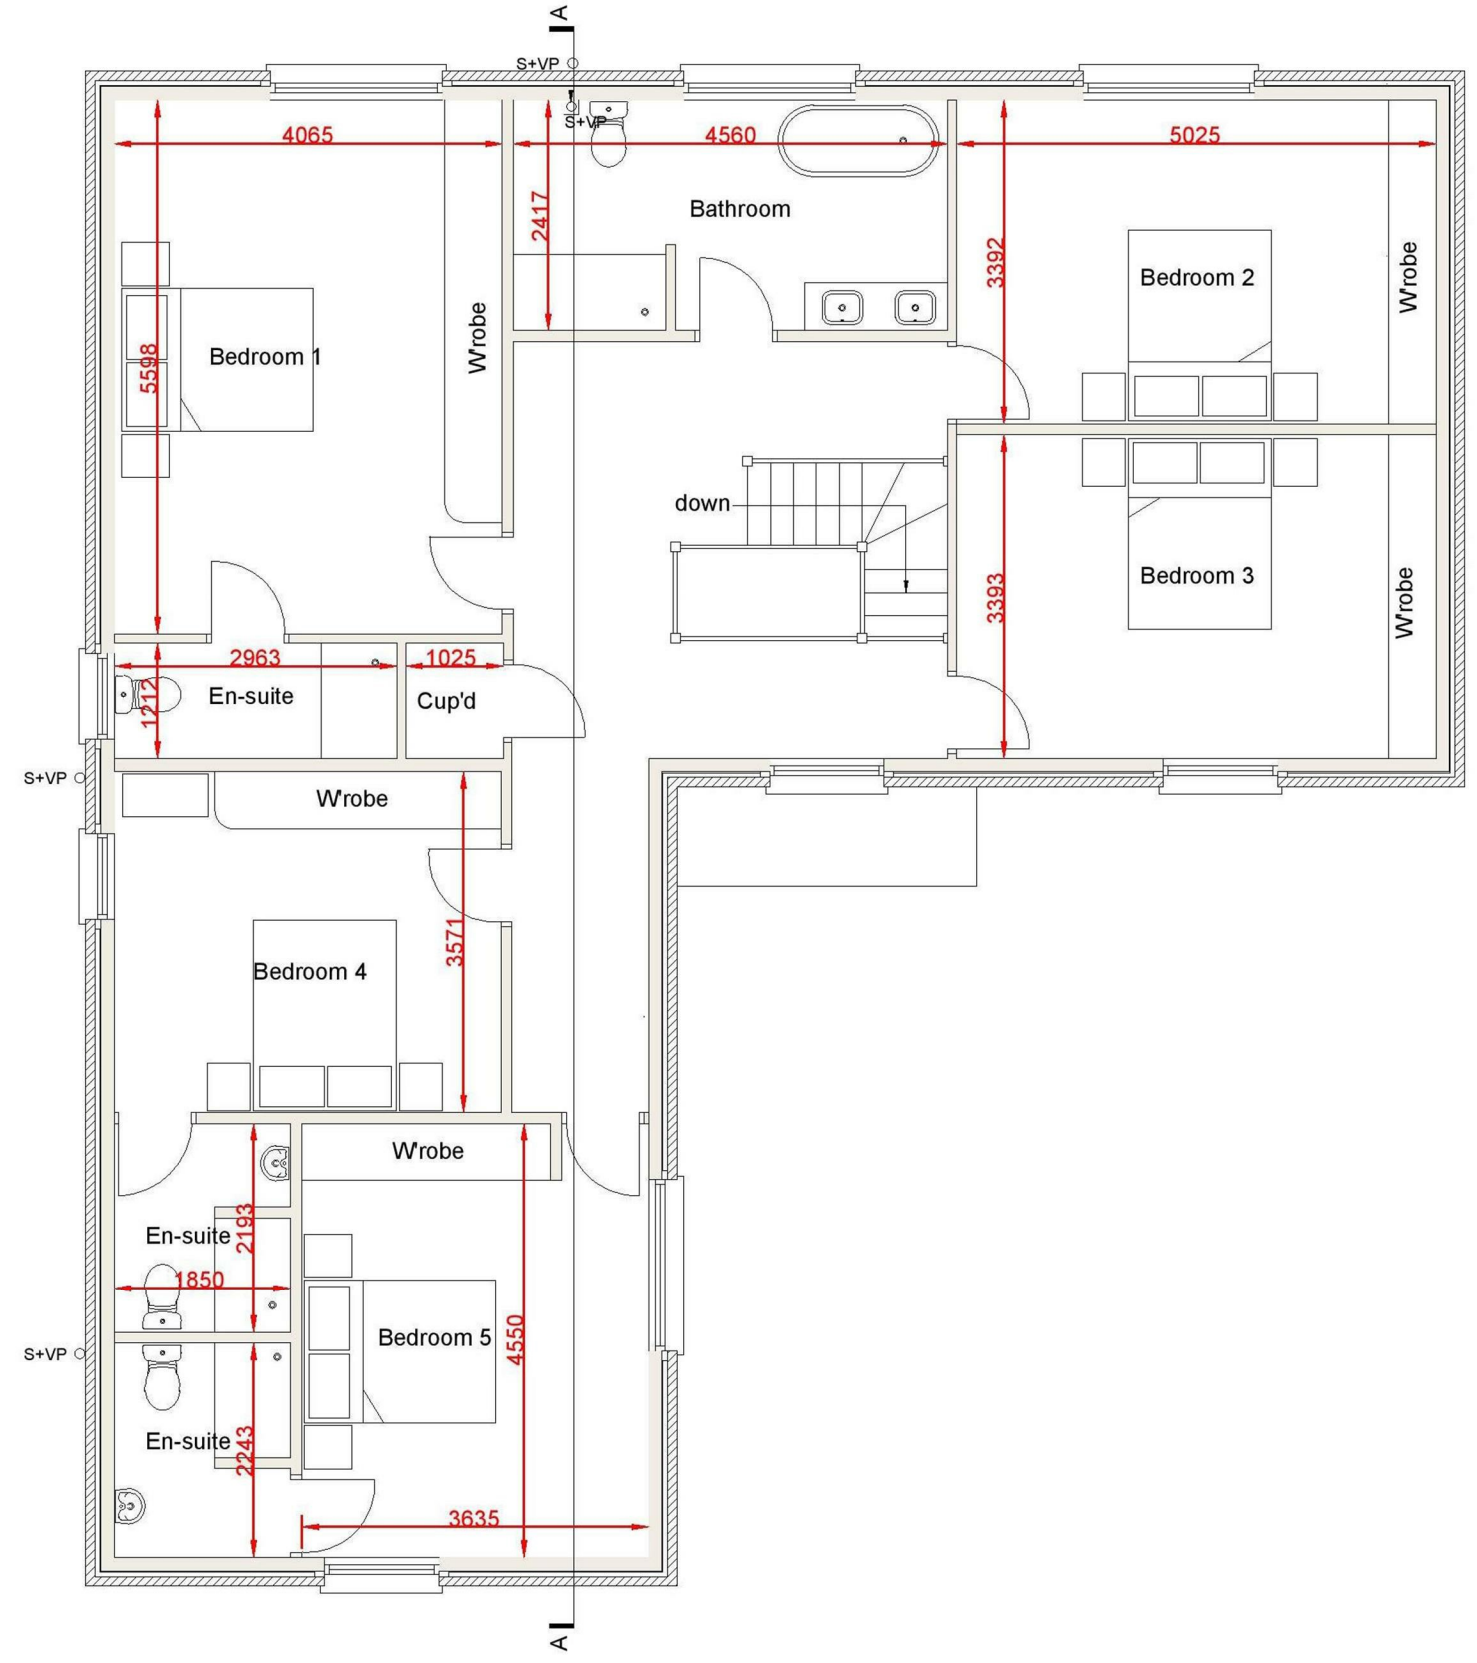 A
S+VP
S+VP
4065
4560
5025
2417
Bathroom
3392
Bedroom 2
W'robe
W'robe
5598
Bedroom 1
down
3393
Bedroom 3
W'robe
2963
1025
1212
En-suite
Cup'd
S+VP
W'robe
3571
Bedroom 4
W'robe
En-suite
2193
1850
4550
Bedroom 5
S+VP
En-suite
2243
3635
A